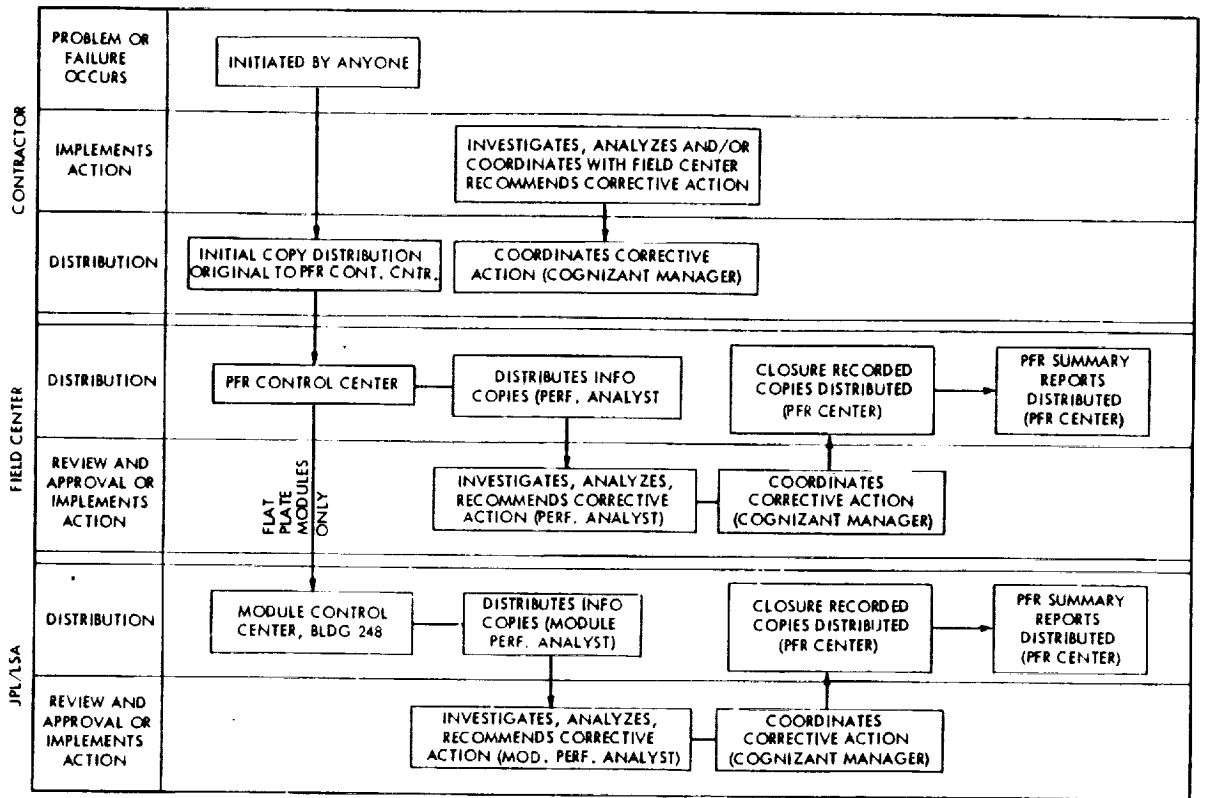 CONTRACTOR
PROBLEM OR
FAILURE
OCCURS
INITIATED BY ANYONE
IMPLEMENTS
ACTION
INVESTIGATES, ANALYZES AND/OR
COORDINATES WITH FIELD CENTER
RECOMMENDS CORRECTIVE ACTION
DISTRIBUTION
INITIAL COPY DISTRIBUTION
ORIGINAL TO PFR CONT. CNTR.
COORDINATES CORRECTIVE
ACTION (COGNIZANT MANAGER)
FIELD CENTER
DISTRIBUTION
PFR CONTROL CENTER
DISTRIBUTES INFO
COPIES (PERF. ANALYST
CLOSURE RECORDED
COPIES DISTRIBUTED
(PFR CENTER)
PFR SUMMARY
REPORTS
DISTRIBUTED
(PFR CENTER)
REVIEW AND
APPROVAL OR
IMPLEMENTS
ACTION
FLAT
PLATE
MODULES
ONLY
INVESTIGATES, ANALYZES,
RECOMMENDS CORRECTIVE
ACTION (PERF. ANALYST)
COORDINATES
CORRECTIVE ACTION
(COGNIZANT MANAGER)
JPL/LSA
DISTRIBUTION
MODULE CONTROL
CENTER, BLDG 248
DISTRIBUTES INFO
COPIES (MODULE
PERF. ANALYST)
CLOSURE RECORDED
COPIES DISTRIBUTED
(PFR CENTER)
PFR SUMMARY
REPORTS
DISTRIBUTED
(PFR CENTER)
REVIEW AND
APPROVAL OR
IMPLEMENTS
ACTION
INVESTIGATES, ANALYZES,
RECOMMENDS CORRECTIVE
ACTION (MOD. PERF. ANALYST)
COORDINATES
CORRECTIVE ACTION
(COGNIZANT MANAGER)